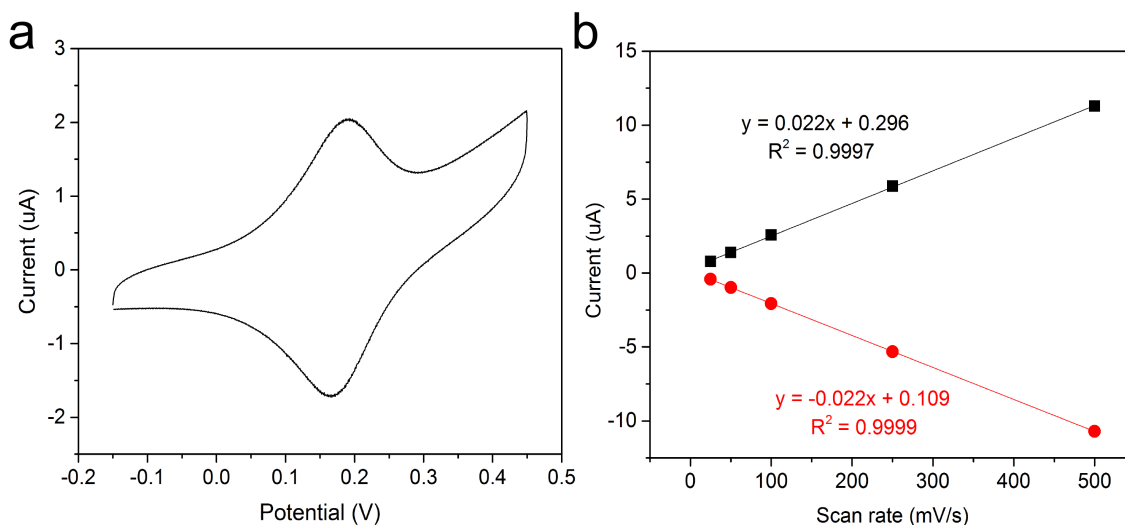 a
3
2
1
0
-1
-2
Current (uA)
-0.2 -0.1 0.0 0.1 0.2 0.3 0.4 0.5
Potential (V)
b
15
10
5
0
-5
-10
Current (uA)
y = 0.022x + 0.296
R² = 0.9997
y = -0.022x + 0.109
R² = 0.9999
0 100 200 300 400 500
Scan rate (mV/s)